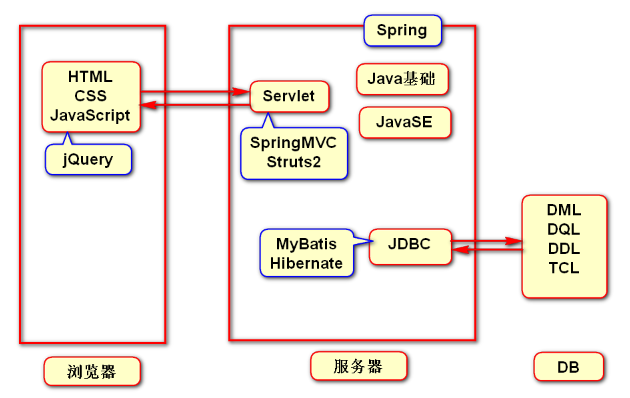 Spring
HTML
CSS
JavaScript
jQuery
Servlet
SpringMVC
Struts2
Java基础
JavaSE
MyBatis
Hibernate
JDBC
DML
DQL
DDL
TCL
浏览器
服务器
DB